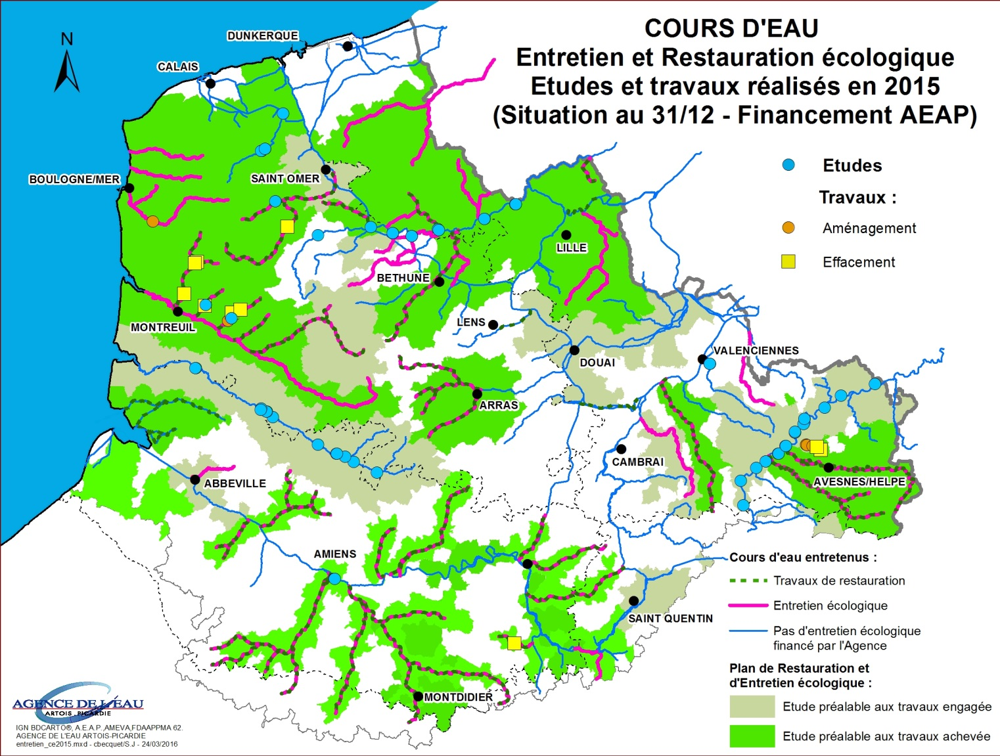 COURS D'EAU
Entretien et Restauration écologique
Etudes et travaux réalisés en 2015
(Situation au 31/12 - Financement AEAP)
N
DUNKERQUE
CALAIS
BOULOGNE/MER
SAINT OMER
LILLE
BETHUNE
MONTREUIL
LENS
DOUAI
VALENCIENNES
ARRAS
CAMBRAI
AVESNES/HELPE
ABBEVILLE
AMIENS
SAINT QUENTIN
MONTDIDIER
Etudes
Travaux :
Aménagement
Effacement
Cours d'eau entretenus :
Travaux de restauration
Entretien écologique
Pas d'entretien écologique
financé par l'Agence
Plan de Restauration et
d'Entretien écologique :
Etude préalable aux travaux engagée
Etude préalable aux travaux achevée
AGENCE DE L'EAU
ARTOIS - PICARDIE
IGN BDCARTO®, A.E.A.P.,AMEVA,FDAAPPMA 62.
AGENCE DE L'EAU ARTOIS-PICARDIE
entretien_ce2015.mxd - cbecquet/S.J - 24/03/2016